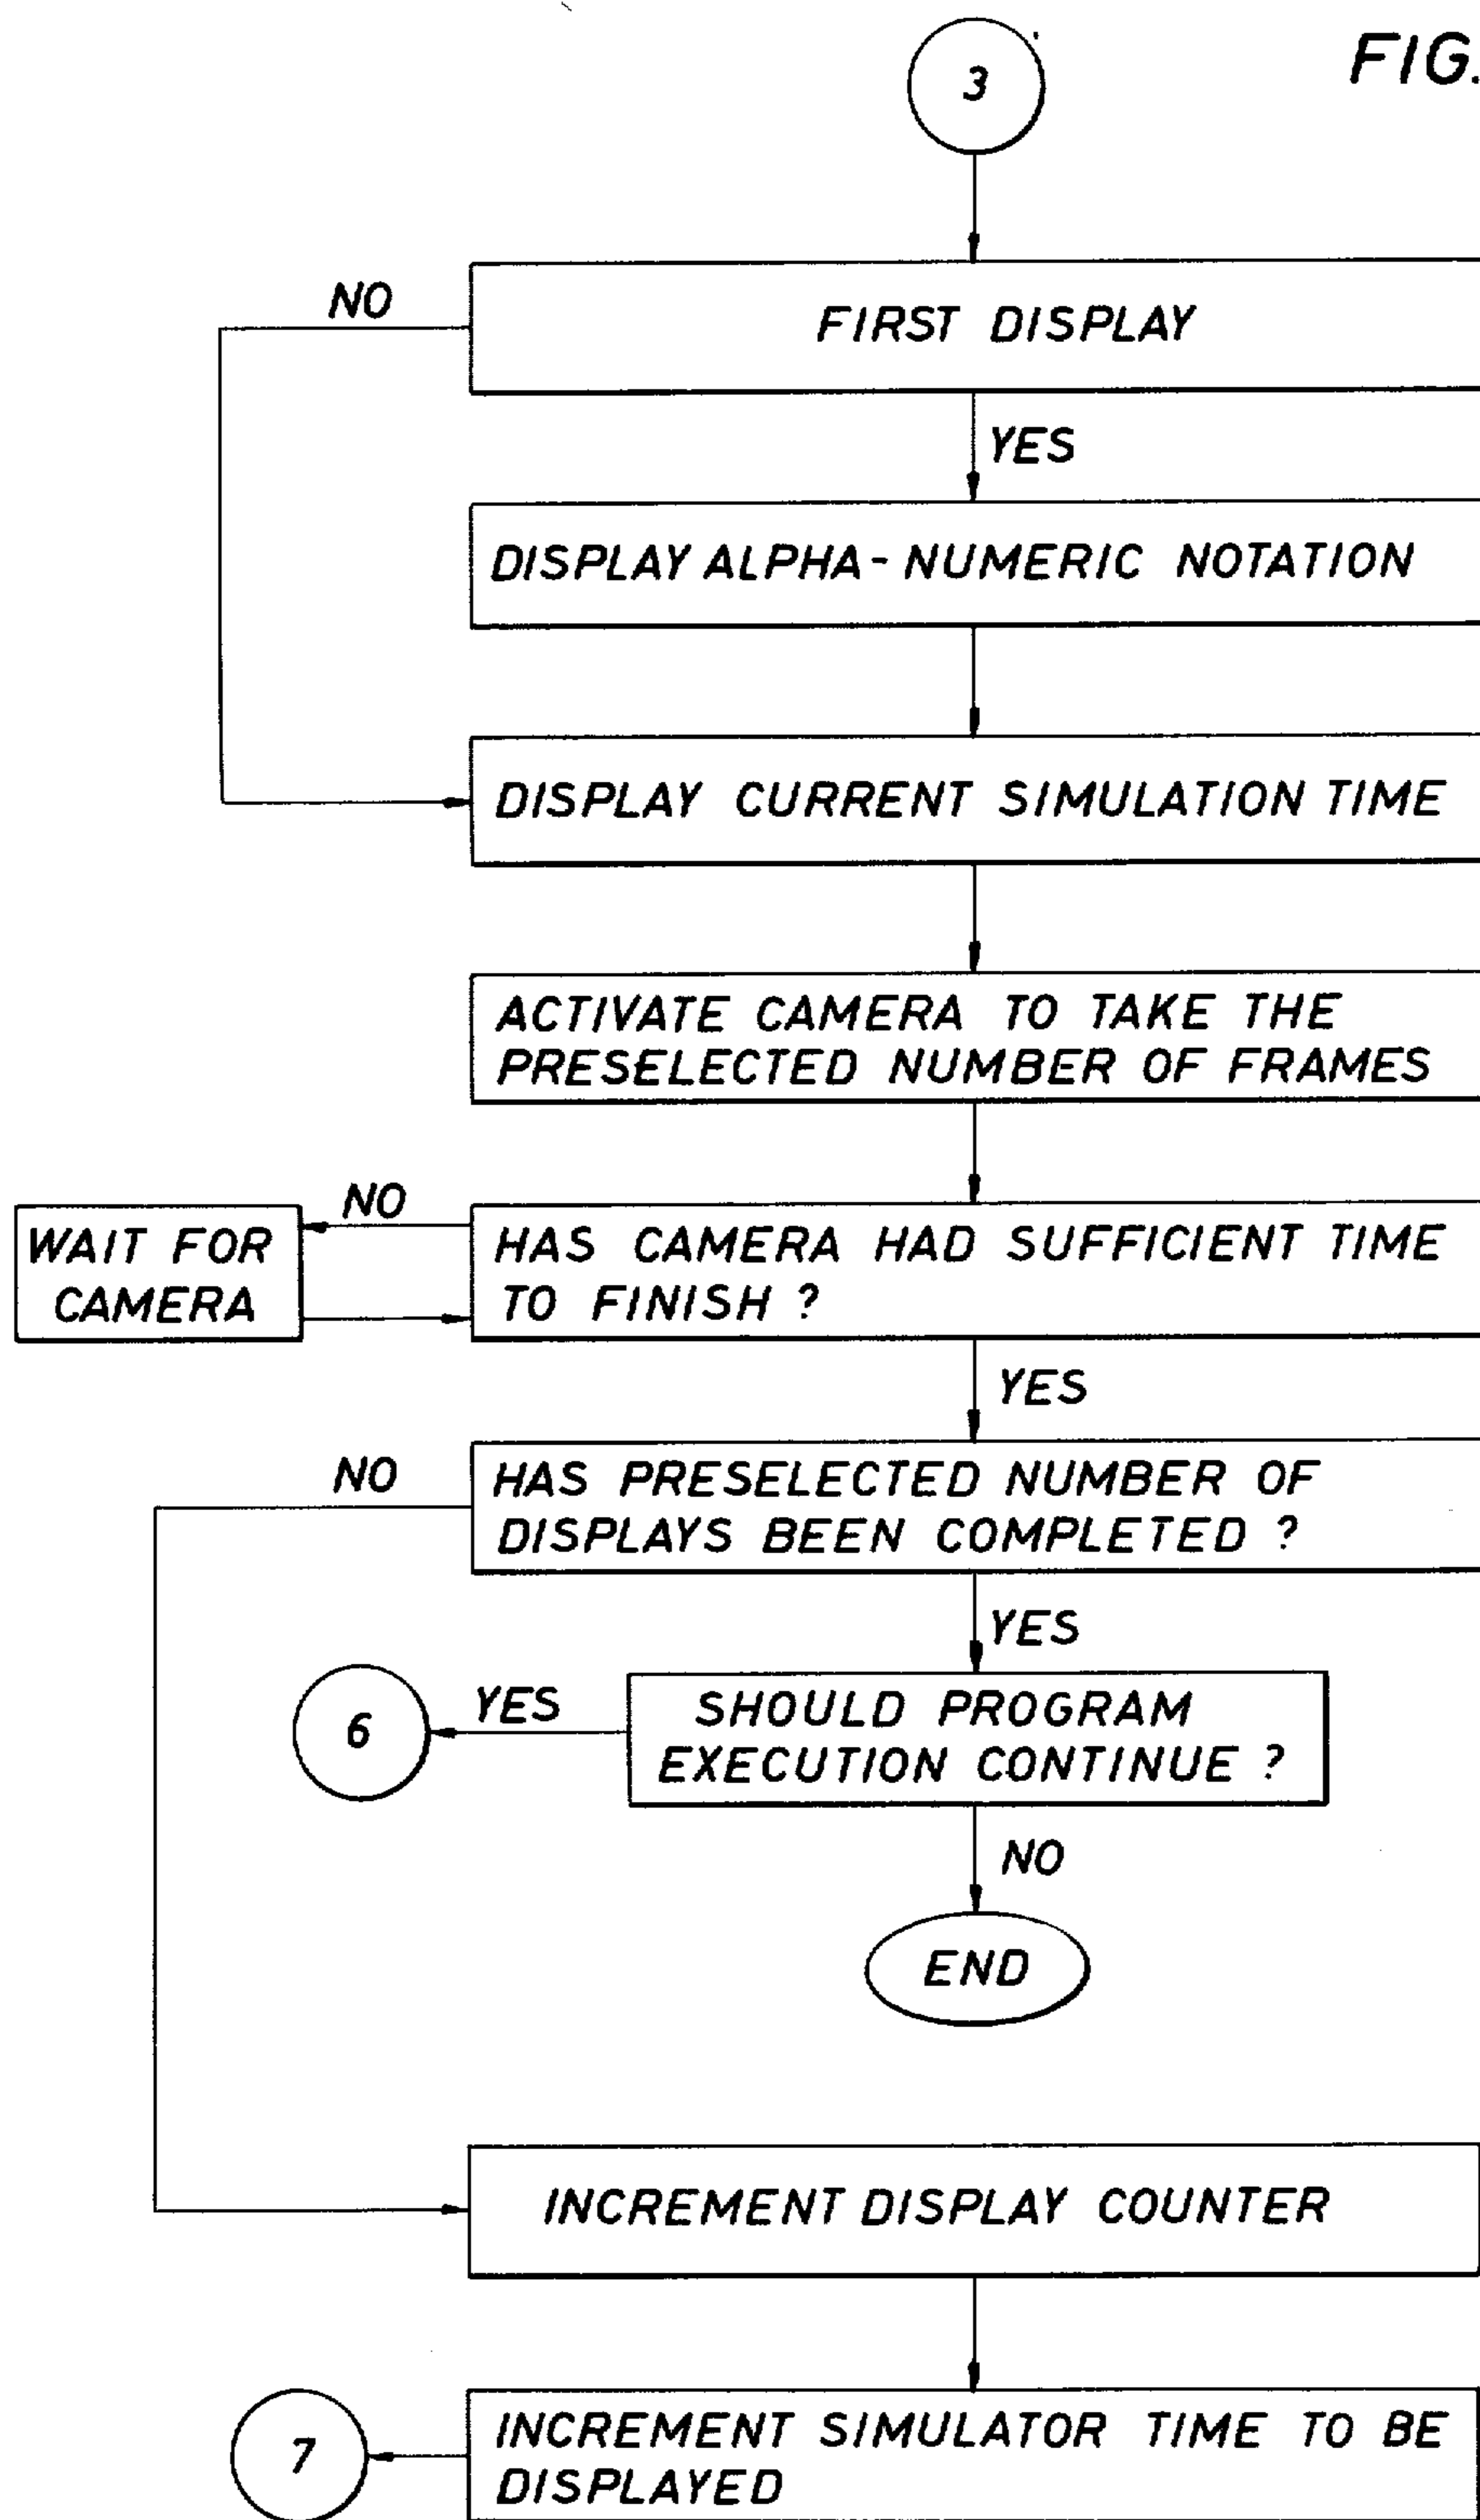 3
FIG.
NO
FIRST DISPLAY
YES
DISPLAY ALPHA-NUMERIC NOTATION
DISPLAY CURRENT SIMULATION TIME
ACTIVATE CAMERA TO TAKE THE
PRESELECTED NUMBER OF FRAMES
NO
WAIT FOR
CAMERA
HAS CAMERA HAD SUFFICIENT TIME
TO FINISH ?
YES
NO
HAS PRESELECTED NUMBER OF
DISPLAYS BEEN COMPLETED ?
YES
6
YES
SHOULD PROGRAM
EXECUTION CONTINUE ?
NO
END
INCREMENT DISPLAY COUNTER
7
INCREMENT SIMULATOR TIME TO BE
DISPLAYED